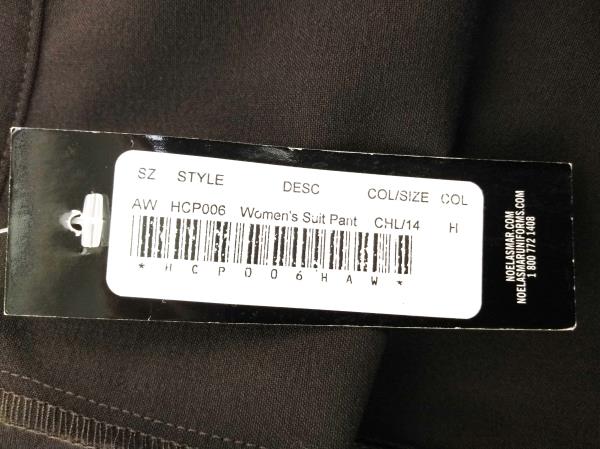 SZ STYLE DESC COL/SIZE COL
AW HCP006 Women's Suit Pant CHL/14 H
* H C P 0 0 6 H A W *
NOELASMAR.COM
NOELASMARUNIFORMS.COM
1 800 772 1408